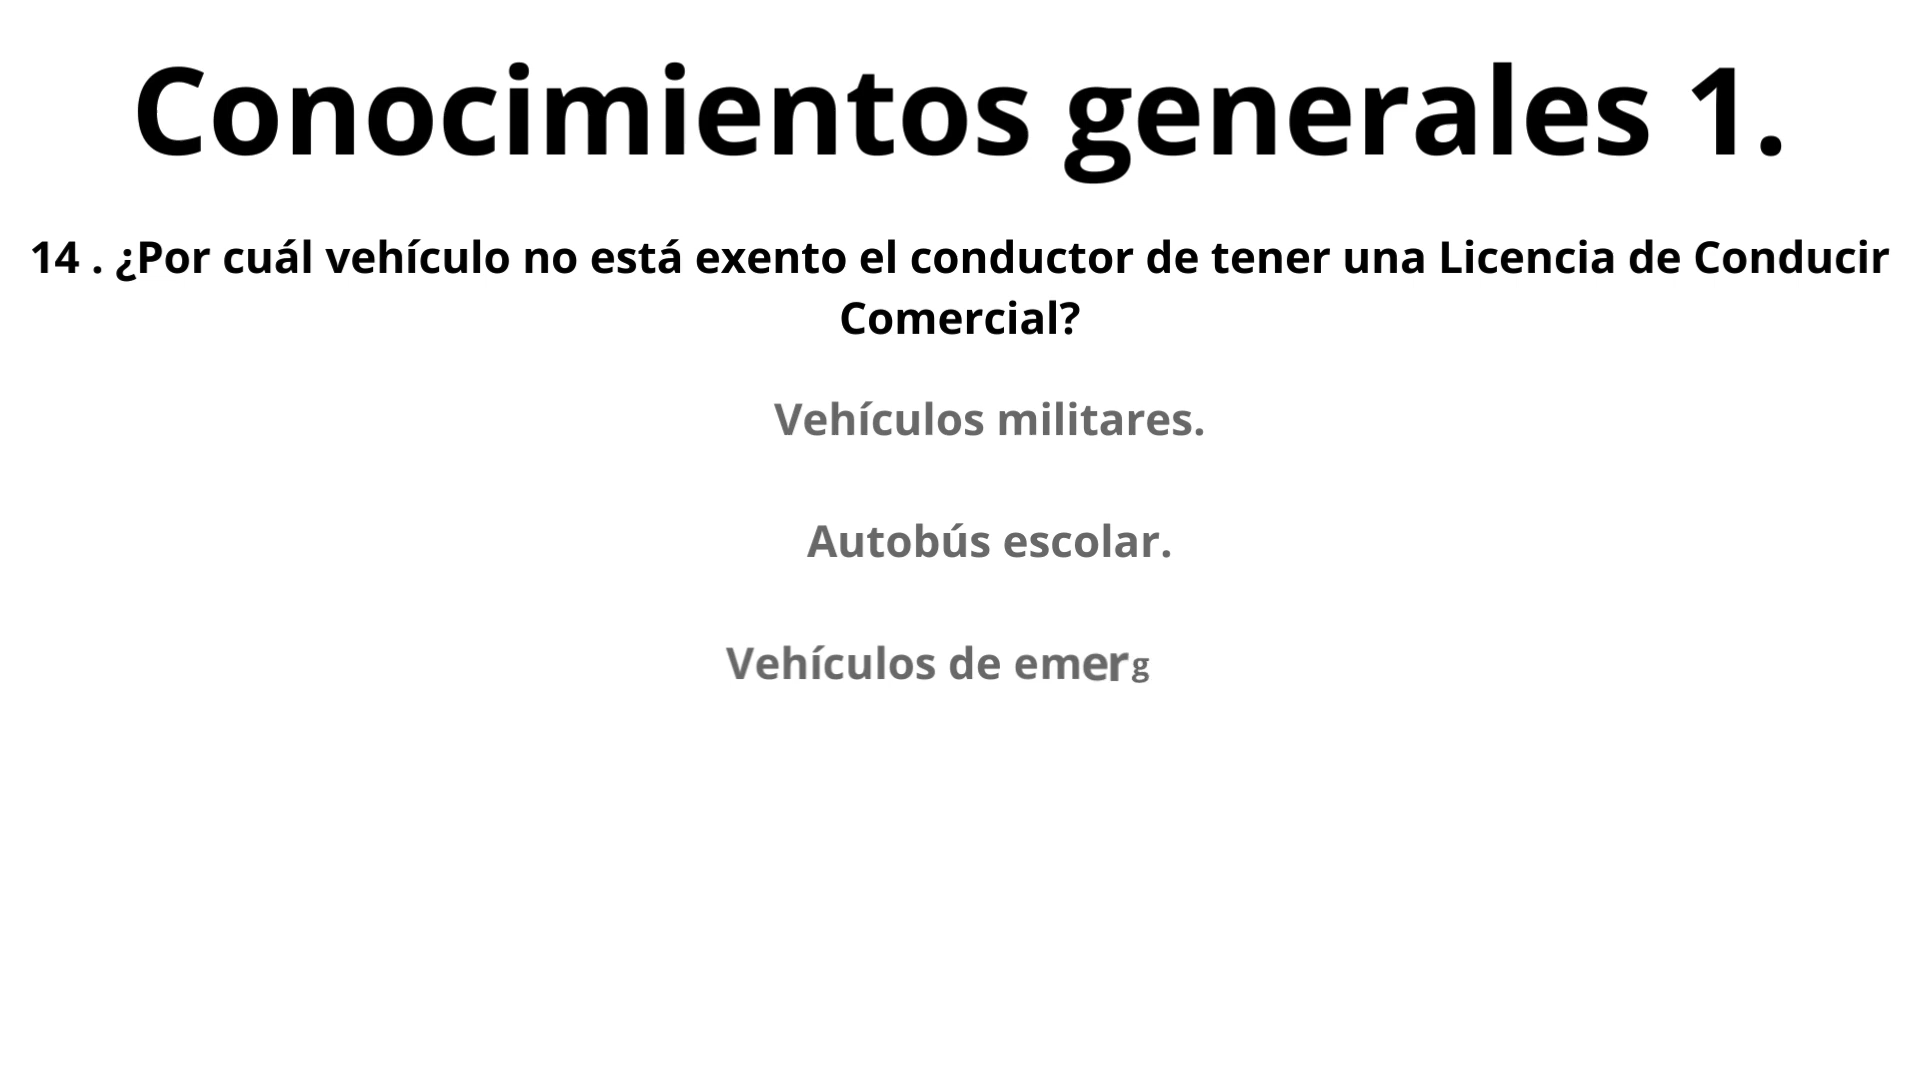 Conocimientos generales 1.
14 . ¿Por cuál vehículo no está exento el conductor de tener una Licencia de Conducir
Comercial?
Vehículos militares.
Autobús escolar.
Vehículos de emerg